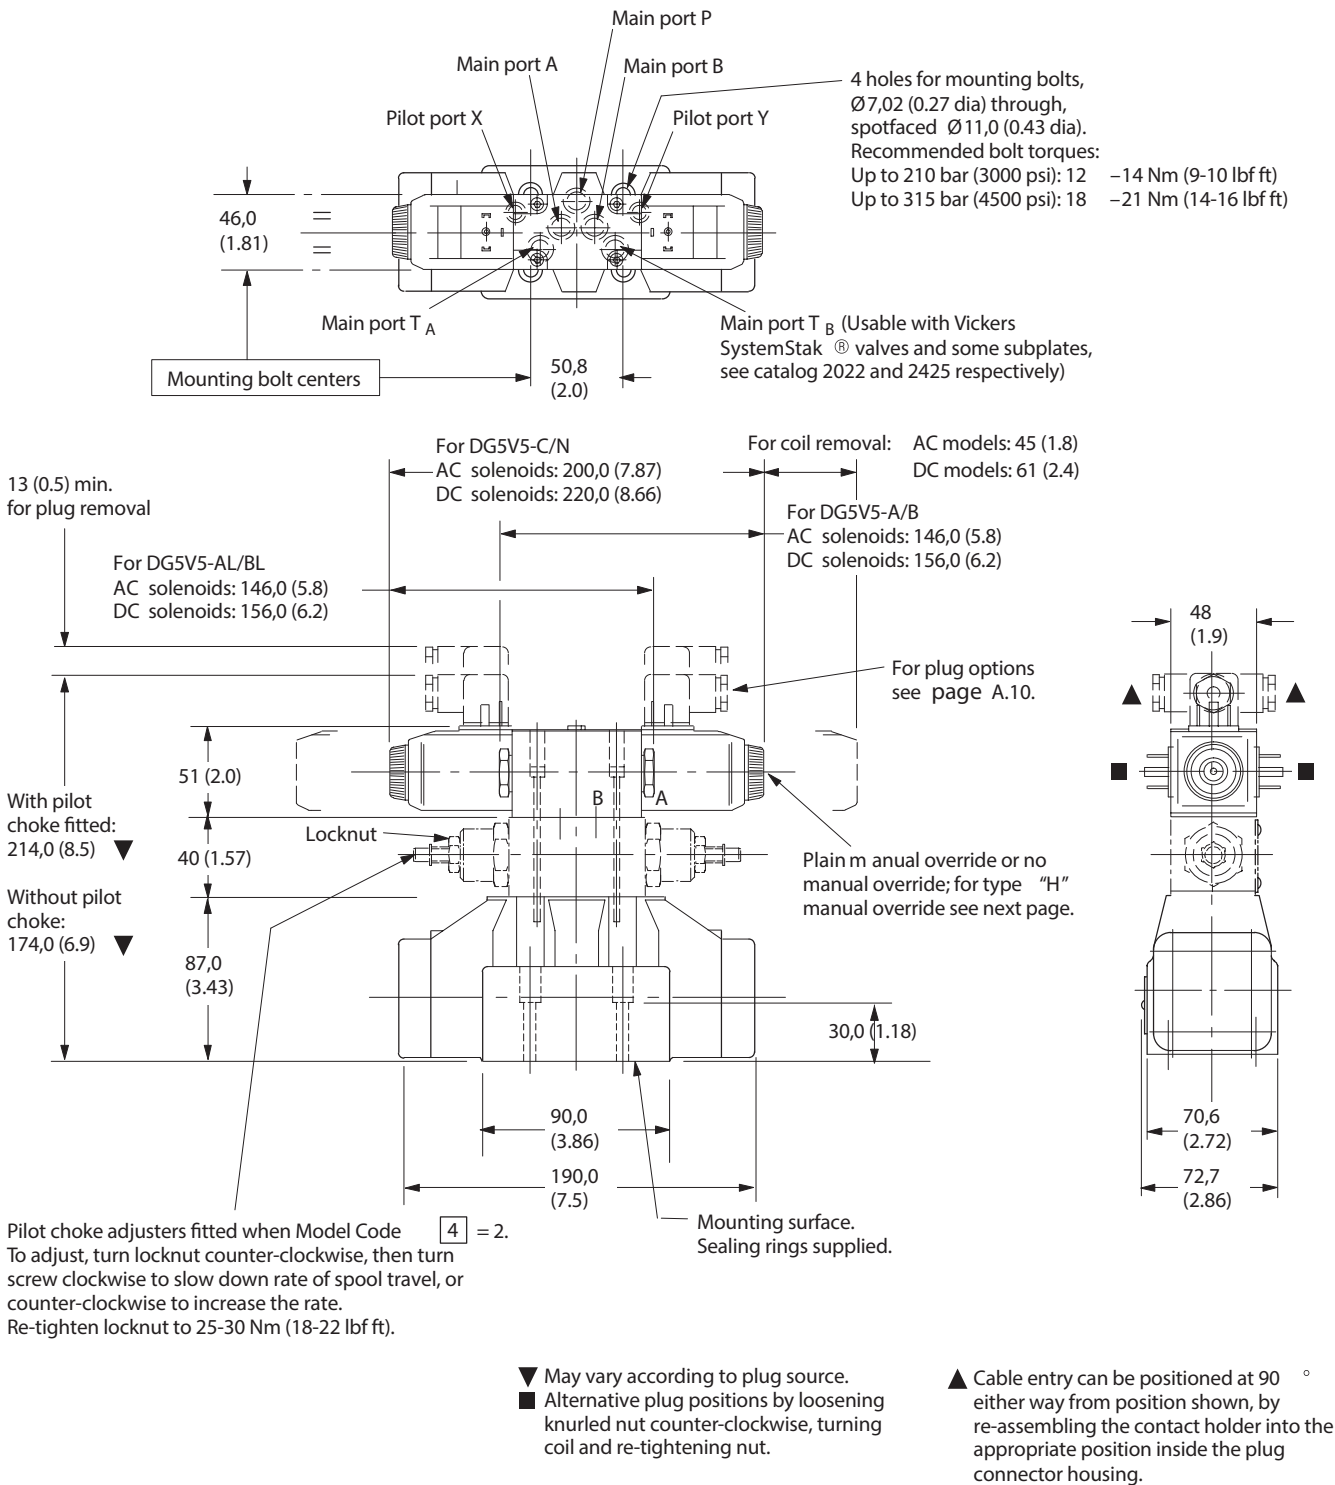 Main port P
Main port A
Main port B
Pilot port X
Pilot port Y
4 holes for mounting bolts,
Ø7,02 (0.27 dia) through,
spotfaced Ø11,0 (0.43 dia).
Recommended bolt torques:
Up to 210 bar (3000 psi): 12 –14 Nm (9-10 lbf ft)
Up to 315 bar (4500 psi): 18 –21 Nm (14-16 lbf ft)
46,0
(1.81)
Main port T A
Main port T B (Usable with Vickers
SystemStak ® valves and some subplates,
see catalog 2022 and 2425 respectively)
Mounting bolt centers
50,8
(2.0)
For DG5V5-C/N
AC solenoids: 200,0 (7.87)
DC solenoids: 220,0 (8.66)
For coil removal: AC models: 45 (1.8)
DC models: 61 (2.4)
13 (0.5) min.
for plug removal
For DG5V5-A/B
AC solenoids: 146,0 (5.8)
DC solenoids: 156,0 (6.2)
For DG5V5-AL/BL
AC solenoids: 146,0 (5.8)
DC solenoids: 156,0 (6.2)
48
(1.9)
For plug options
see page A.10.
51 (2.0)
B A
With pilot
choke fitted:
214,0 (8.5) ▼
Locknut
40 (1.57)
Plain m anual override or no
manual override; for type “H”
manual override see next page.
Without pilot
choke:
174,0 (6.9) ▼
87,0
(3.43)
30,0 (1.18)
90,0
(3.86)
190,0
(7.5)
70,6
(2.72)
72,7
(2.86)
Mounting surface.
Sealing rings supplied.
Pilot choke adjusters fitted when Model Code 4 = 2.
To adjust, turn locknut counter-clockwise, then turn
screw clockwise to slow down rate of spool travel, or
counter-clockwise to increase the rate.
Re-tighten locknut to 25-30 Nm (18-22 lbf ft).
▼ May vary according to plug source.
■ Alternative plug positions by loosening
knurled nut counter-clockwise, turning
coil and re-tightening nut.
▲ Cable entry can be positioned at 90 °
either way from position shown, by
re-assembling the contact holder into the
appropriate position inside the plug
connector housing.